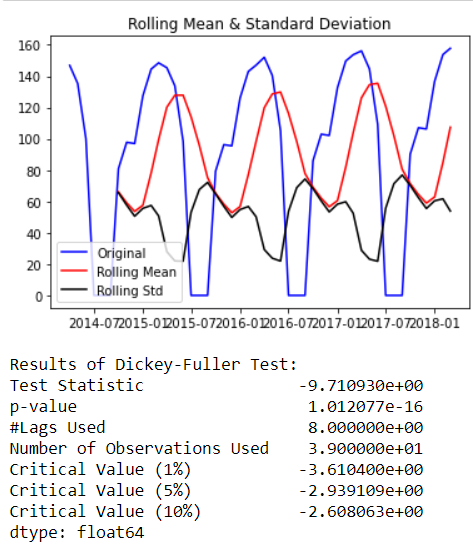 Rolling Mean & Standard Deviation
160
140
120
100
80
60
40
20
0
Original
Rolling Mean
Rolling Std
2014-07 2015-01 2015-07 2016-01 2016-07 2017-01 2017-07 2018-01
Results of Dickey-Fuller Test:
Test Statistic -9.710930e+00
p-value 1.012077e-16
#Lags Used 8.000000e+00
Number of Observations Used 3.900000e+01
Critical Value (1%) -3.610400e+00
Critical Value (5%) -2.939109e+00
Critical Value (10%) -2.608063e+00
dtype: float64